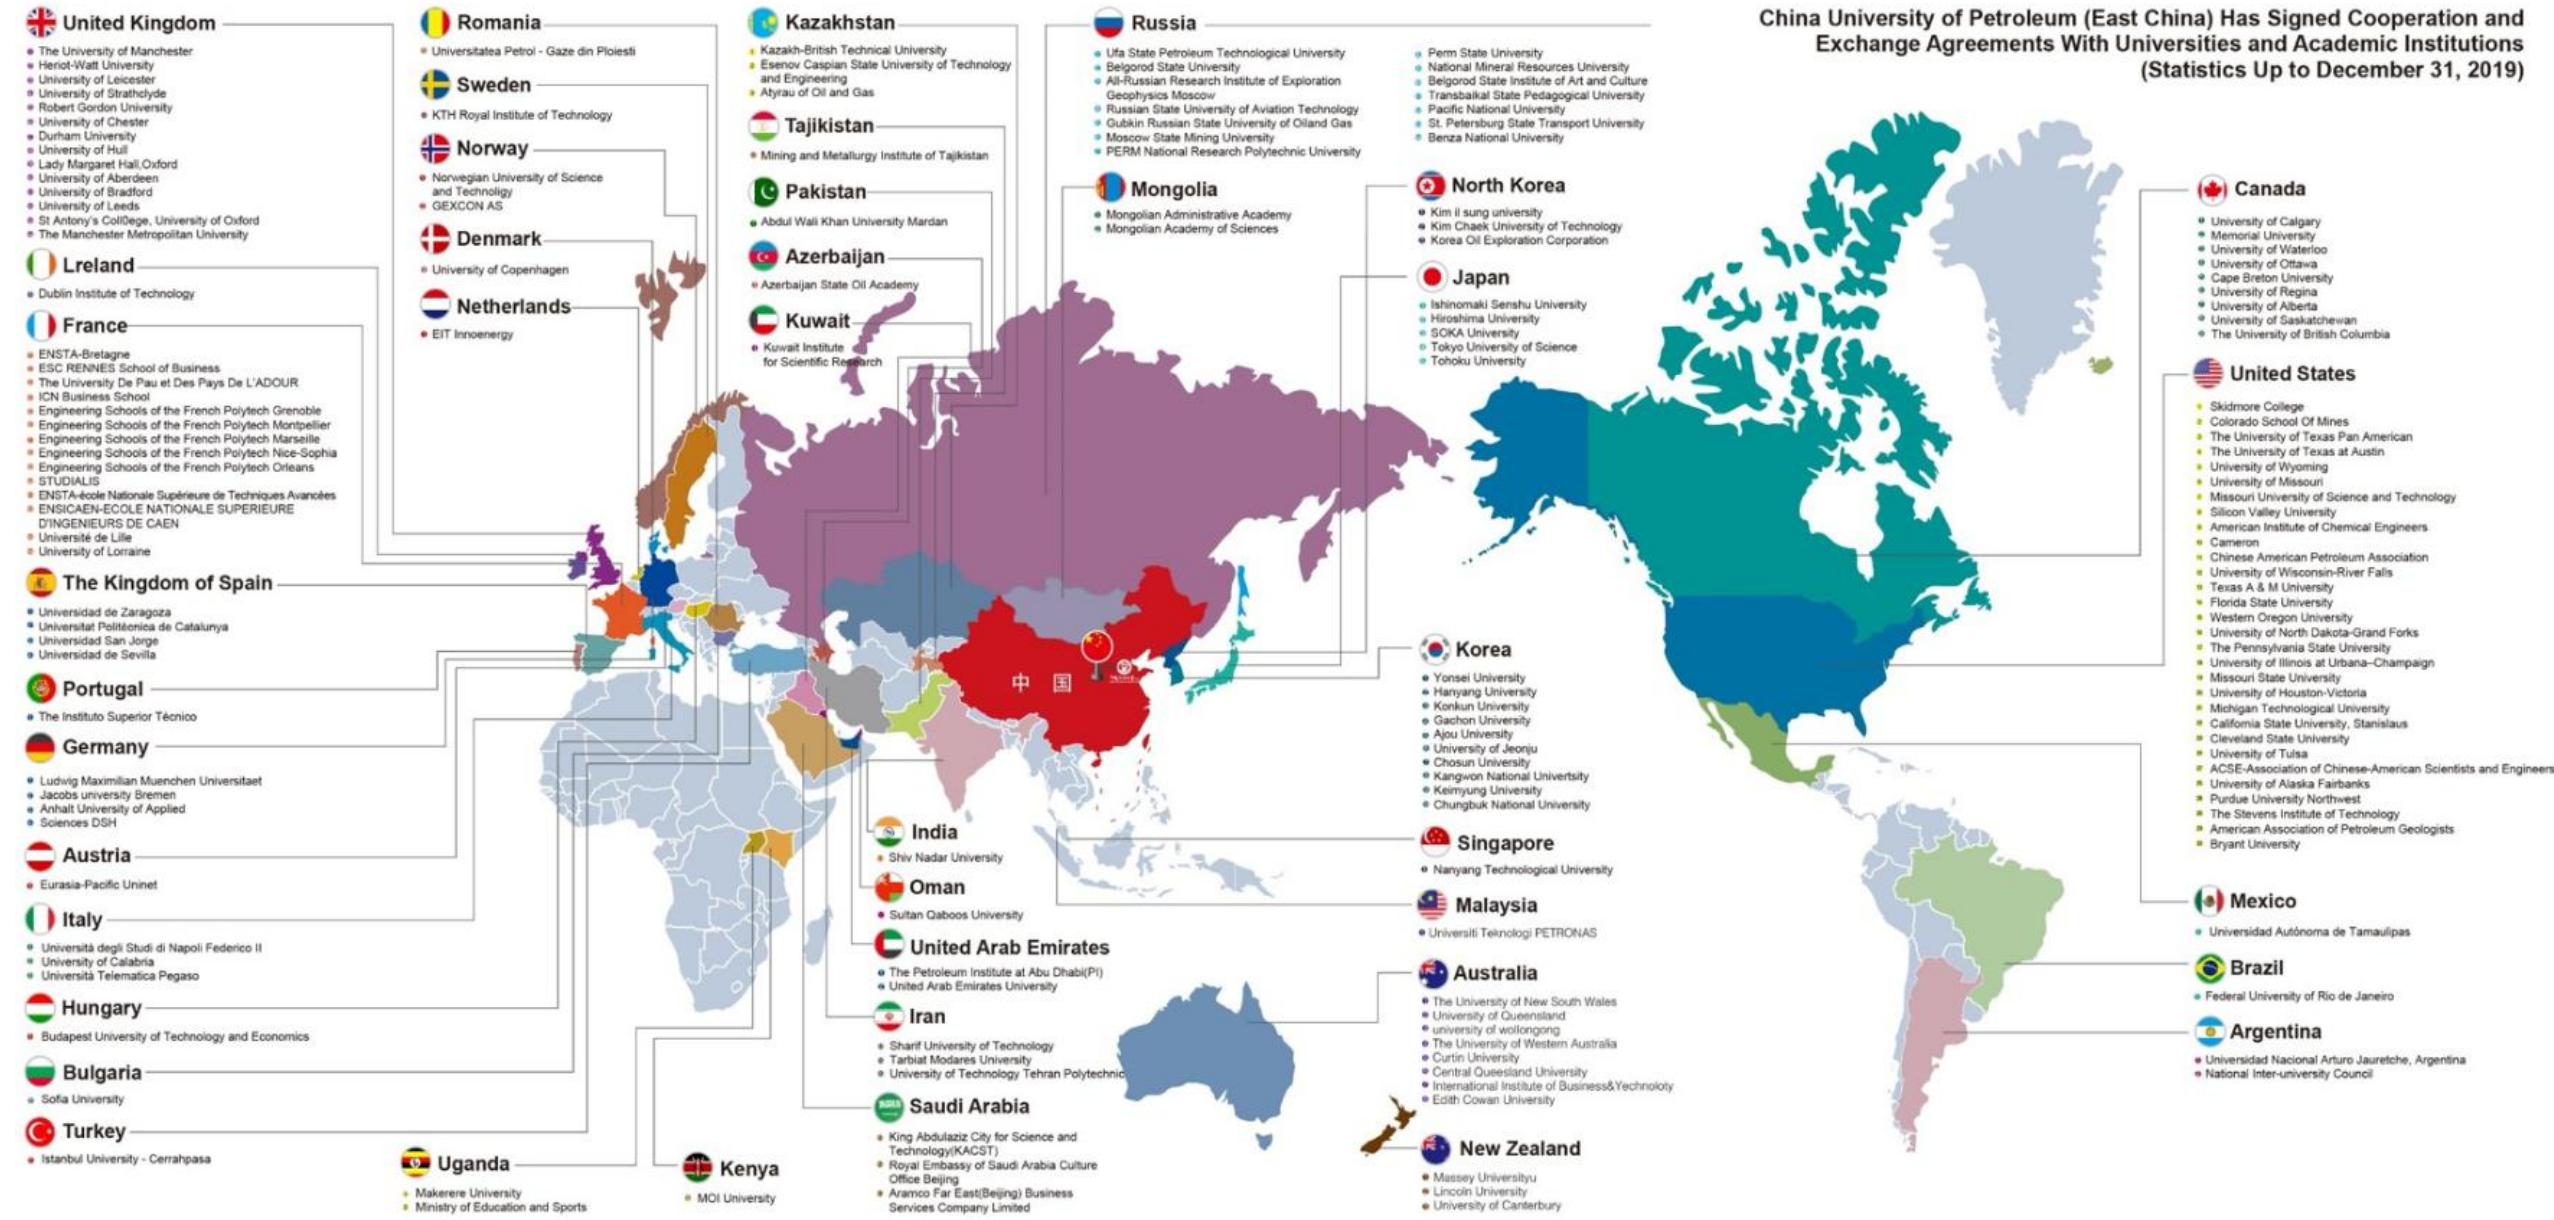 China University of Petroleum (East China) Has Signed Cooperation and
Exchange Agreements With Universities and Academic Institutions
(Statistics Up to December 31, 2019)
United Kingdom
The University of Manchester
Heriot-Watt University
University of Leicester
University of Strathclyde
Robert Gordon University
University of Chester
Durham University
University of Hull
Lady Margaret Hall,Oxford
University of Aberdeen
University of Bradford
University of Leeds
St Antony's Coll0ege, University of Oxford
The Manchester Metropolitan University
Lreland
Dublin Institute of Technology
France
ENSTA-Bretagne
ESC RENNES School of Business
The University De Pau et Des Pays De L'ADOUR
ICN Business School
Engineering Schools of the French Polytech Grenoble
Engineering Schools of the French Polytech Montpellier
Engineering Schools of the French Polytech Marseille
Engineering Schools of the French Polytech Nice-Sophia
Engineering Schools of the French Polytech Orleans
STUDIALIS
ENSTA-école Nationale Supérieure de Techniques Avancées
ENSICAEN-ECOLE NATIONALE SUPERIEURE
D'INGENIEURS DE CAEN
Université de Lille
University of Lorraine
The Kingdom of Spain
Universidad de Zaragoza
Universitat Politécnica de Catalunya
Universidad San Jorge
Universidad de Sevilla
Portugal
The Instituto Superior Técnico
Germany
Ludwig Maximilian Muenchen Universitaet
Jacobs university Bremen
Anhalt University of Applied
Sciences DSH
Austria
Eurasia-Pacific Uninet
Italy
Università degli Studi di Napoli Federico II
University of Calabria
Università Telematica Pegaso
Hungary
Budapest University of Technology and Economics
Bulgaria
Sofia University
Turkey
Istanbul University - Cerrahpasa
Romania
Universitatea Petrol - Gaze din Ploiesti
Sweden
KTH Royal Institute of Technology
Norway
Norwegian University of Science
and Technoligy
GEXCON AS
Denmark
University of Copenhagen
Netherlands
EIT Innoenergy
Uganda
Makerere University
Ministry of Education and Sports
Kenya
MOI University
Kazakhstan
Kazakh-British Technical University
Esenov Caspian State University of Technology
and Engineering
Atyrau of Oil and Gas
Tajikistan
Mining and Metallurgy Institute of Tajikistan
Pakistan
Abdul Wali Khan University Mardan
Azerbaijan
Azerbaijan State Oil Academy
Kuwait
Kuwait Institute
for Scientific Research
中 国
India
Shiv Nadar University
Oman
Sultan Qaboos University
United Arab Emirates
The Petroleum Institute at Abu Dhabi(PI)
United Arab Emirates University
Iran
Sharif University of Technology
Tarbiat Modares University
University of Technology Tehran Polytechnic
Saudi Arabia
King Abdulaziz City for Science and
Technology(KACST)
Royal Embassy of Saudi Arabia Culture
Office Beijing
Aramco Far East(Beijing) Business
Services Company Limited
Russia
Ufa State Petroleum Technological University
Belgorod State University
All-Russian Research Institute of Exploration
Geophysics Moscow
Russian State University of Aviation Technology
Gubkin Russian State University of Oiland Gas
Moscow State Mining University
PERM National Research Polytechnic University
Perm State University
National Mineral Resources University
Belgorod State Institute of Art and Culture
Transbaikal State Pedagogical University
Pacific National University
St. Petersburg State Transport University
Benza National University
Mongolia
Mongolian Administrative Academy
Mongolian Academy of Sciences
North Korea
Kim il sung university
Kim Chaek University of Technology
Korea Oil Exploration Corporation
Japan
Ishinomaki Senshu University
Hiroshima University
SOKA University
Tokyo University of Science
Tohoku University
Korea
Yonsei University
Hanyang University
Konkun University
Gachon University
Ajou University
University of Jeonju
Chosun University
Kangwon National Univertsity
Keimyung University
Chungbuk National University
Singapore
Nanyang Technological University
Malaysia
Universiti Teknologi PETRONAS
Australia
The University of New South Wales
University of Queensland
university of wollongong
The University of Western Australia
Curtin University
Central Queesland University
International Institute of Business&Yechnoloty
Edith Cowan University
New Zealand
Massey Universityu
Lincoln University
University of Canterbury
Canada
University of Calgary
Memorial University
University of Waterloo
University of Ottawa
Cape Breton University
University of Regina
University of Alberta
University of Saskatchewan
The University of British Columbia
United States
Skidmore College
Colorado School Of Mines
The University of Texas Pan American
The University of Texas at Austin
University of Wyoming
University of Missouri
Missouri University of Science and Technology
Silicon Valley University
American Institute of Chemical Engineers
Cameron
Chinese American Petroleum Association
University of Wisconsin-River Falls
Texas A & M University
Florida State University
Western Oregon University
University of North Dakota-Grand Forks
The Pennsylvania State University
University of Illinois at Urbana–Champaign
Missouri State University
University of Houston-Victoria
Michigan Technological University
California State University, Stanislaus
Cleveland State University
University of Tulsa
ACSE-Association of Chinese-American Scientists and Engineers
University of Alaska Fairbanks
Purdue University Northwest
The Stevens Institute of Technology
American Association of Petroleum Geologists
Bryant University
Mexico
Universidad Autónoma de Tamaulipas
Brazil
Federal University of Rio de Janeiro
Argentina
Universidad Nacional Arturo Jauretche, Argentina
National Inter-university Council